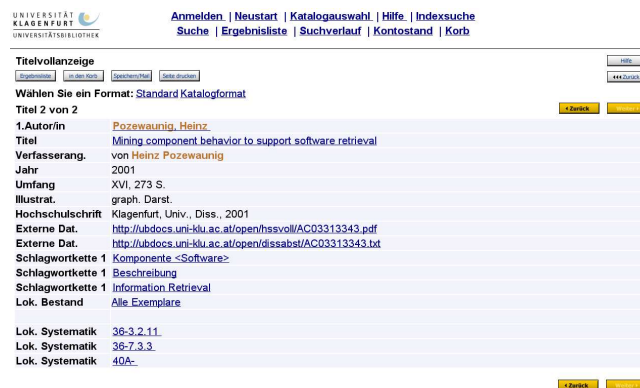 UNIVERSITÄT
KLAGENFURT
UNIVERSITÄTSBIBLIOTHEK
Anmelden | Neustart | Katalogauswahl | Hilfe | Indexsuche
Suche | Ergebnisliste | Suchverlauf | Kontostand | Korb
Titelvollanzeige
Hilfe
Ergebnisliste in den Korb Speichern/Mail Seite drucken
Zurück
Wählen Sie ein Format: Standard Katalogformat
Titel 2 von 2
Zurück
1.Autor/in Pozewaunig, Heinz
Titel Mining component behavior to support software retrieval
Verfasserang. von Heinz Pozewaunig
Jahr 2001
Umfang XVI, 273 S.
Illustrat. graph. Darst.
Hochschulschrift Klagenfurt, Univ., Diss., 2001
Externe Dat. http://ubdocs.uni-klu.ac.at/open/hssvoll/AC03313343.pdf
Externe Dat. http://ubdocs.uni-klu.ac.at/open/dissabst/AC03313343.txt
Schlagwortkette 1 Komponente <Software>
Schlagwortkette 1 Beschreibung
Schlagwortkette 1 Information Retrieval
Lok. Bestand Alle Exemplare
Lok. Systematik 36-3.2.11
Lok. Systematik 36-7.3.3
Lok. Systematik 40A-
Zurück